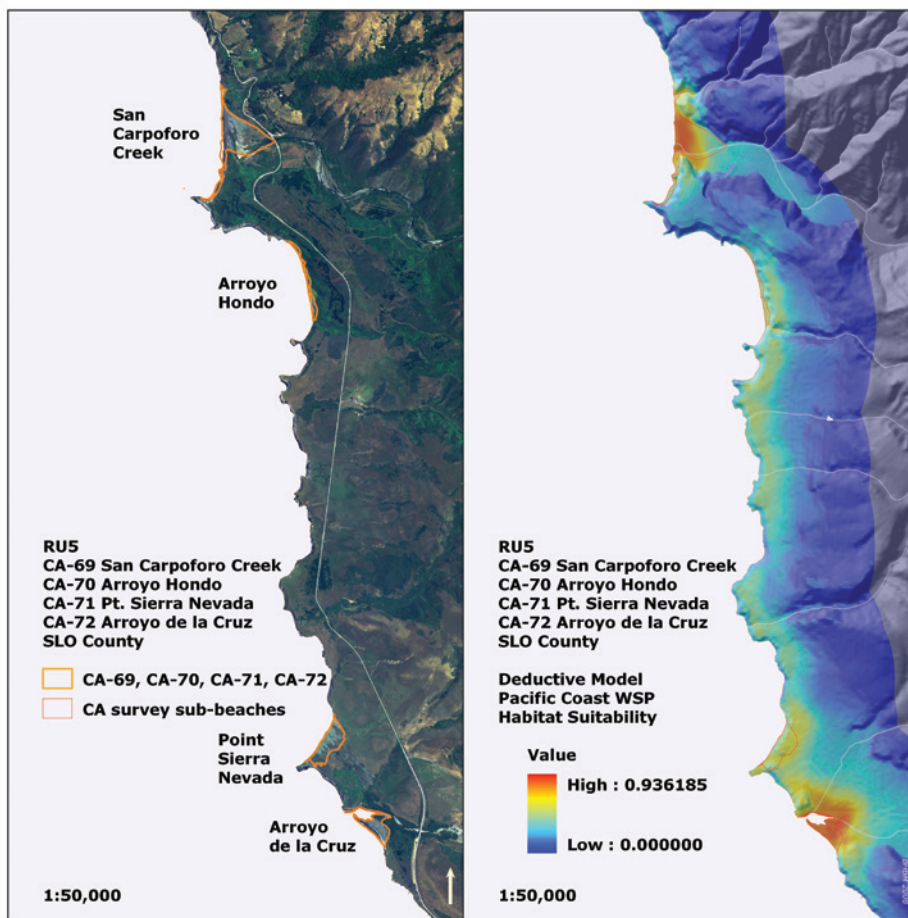 San
Carpoforo
Creek
Arroyo
Hondo
RU5
CA-69 San Carpoforo Creek
CA-70 Arroyo Hondo
CA-71 Pt. Sierra Nevada
CA-72 Arroyo de la Cruz
SLO County
CA-69, CA-70, CA-71, CA-72
CA survey sub-beaches
Point
Sierra
Nevada
Arroyo
de la Cruz
1:50,000
RU5
CA-69 San Carpoforo Creek
CA-70 Arroyo Hondo
CA-71 Pt. Sierra Nevada
CA-72 Arroyo de la Cruz
SLO County
Deductive Model
Pacific Coast WSP
Habitat Suitability
Value
High : 0.936185
Low : 0.000000
1:50,000